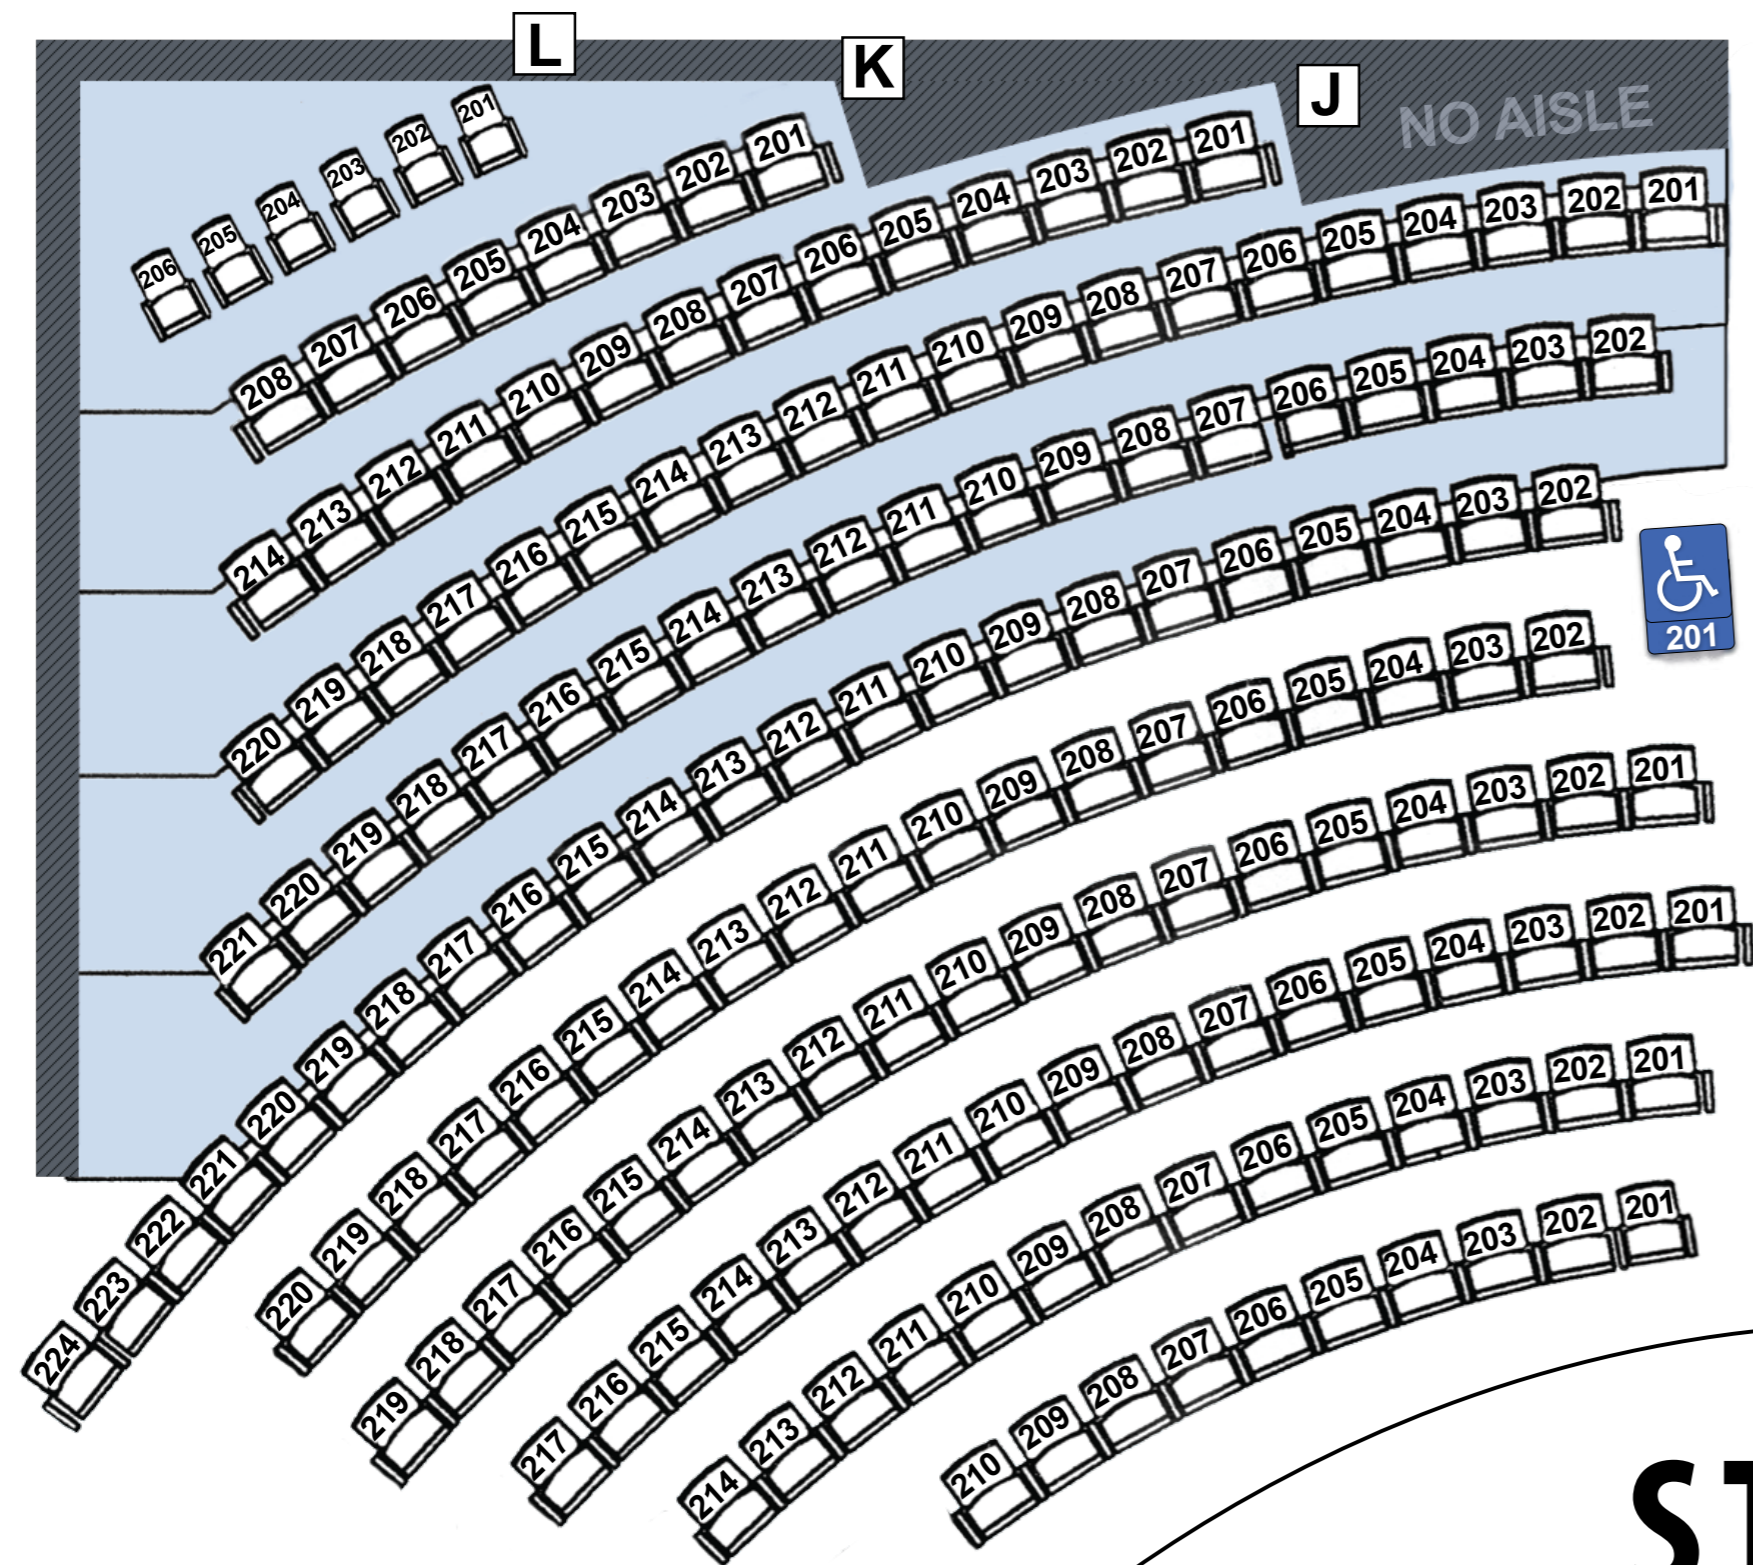 L
K
J
NO AISLE
206 205 204 203 202 201
208 207 206 205 204 203 202 201
214 213 212 211 210 209 208 207 206 205 204 203 202 201
220 219 218 217 216 215 214 213 212 211 210 209 208 207 206 205 204 203 202 201
221 220 219 218 217 216 215 214 213 212 211 210 209 208 207 206 205 204 203 202
224 223 222 221 220 219 218 217 216 215 214 213 212 211 210 209 208 207 206 205 204 203 202
201
220 219 218 217 216 215 214 213 212 211 210 209 208 207 206 205 204 203 202
219 218 217 216 215 214 213 212 211 210 209 208 207 206 205 204 203 202 201
217 216 215 214 213 212 211 210 209 208 207 206 205 204 203 202 201
214 213 212 211 210 209 208 207 206 205 204 203 202 201
210 209 208 207 206 205 204 203 202 201
ST